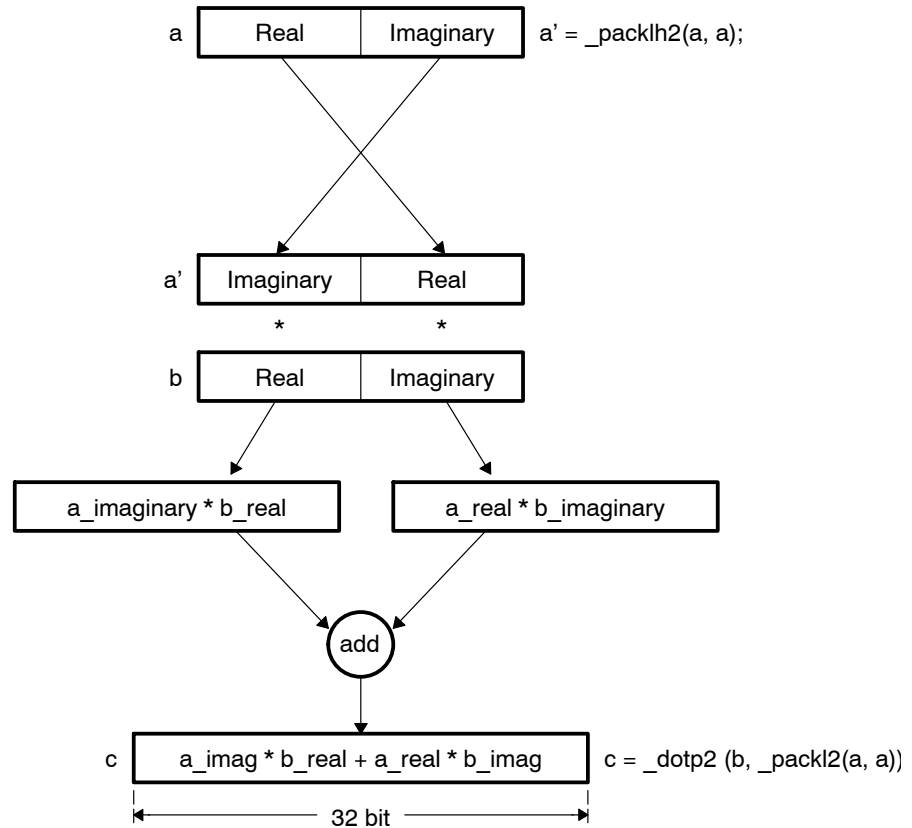 a Real Imaginary a’ = _packlh2(a, a);
a’ Imaginary Real
* *
b Real Imaginary
a_imaginary * b_real a_real * b_imaginary
add
c a_imag * b_real + a_real * b_imag c = _dotp2 (b, _packl2(a, a))
32 bit